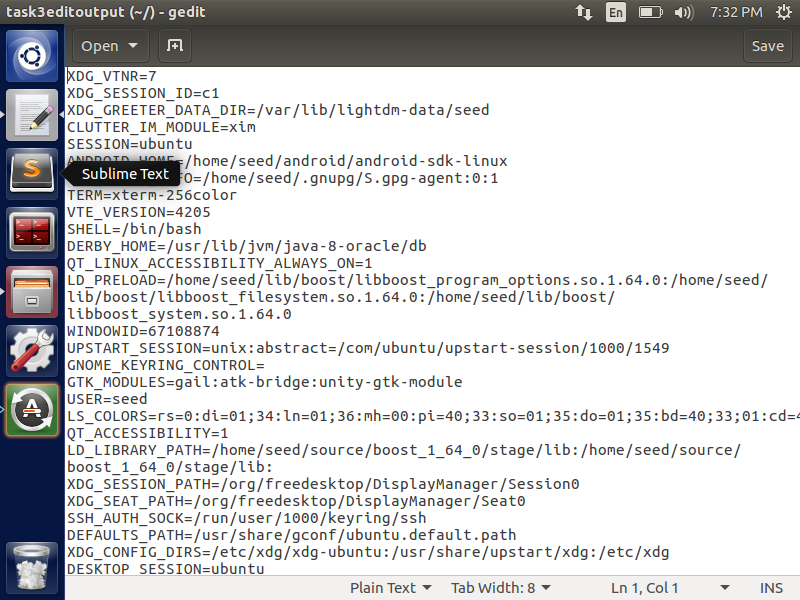 task3editoutput (~/) - gedit
En
7:32 PM
Open
Save
XDG_VTNR=7
XDG_SESSION_ID=c1
XDG_GREETER_DATA_DIR=/var/lib/lightdm-data/seed
CLUTTER_IM_MODULE=xim
SESSION=ubuntu
ANDROID_HOME=/home/seed/android/android-sdk-linux
Sublime Text
FO=/home/seed/.gnupg/S.gpg-agent:0:1
TERM=xterm-256color
VTE_VERSION=4205
SHELL=/bin/bash
DERBY_HOME=/usr/lib/jvm/java-8-oracle/db
QT_LINUX_ACCESSIBILITY_ALWAYS_ON=1
LD_PRELOAD=/home/seed/lib/boost/libboost_program_options.so.1.64.0:/home/seed/
lib/boost/libboost_filesystem.so.1.64.0:/home/seed/lib/boost/
libboost_system.so.1.64.0
WINDOWID=67108874
UPSTART_SESSION=unix:abstract=/com/ubuntu/upstart-session/1000/1549
GNOME_KEYRING_CONTROL=
GTK_MODULES=gail:atk-bridge:unity-gtk-module
USER=seed
LS_COLORS=rs=0:di=01;34:ln=01;36:mh=00:pi=40;33:so=01;35:do=01;35:bd=40;33;01:cd=4
QT_ACCESSIBILITY=1
LD_LIBRARY_PATH=/home/seed/source/boost_1_64_0/stage/lib:/home/seed/source/
boost_1_64_0/stage/lib:
XDG_SESSION_PATH=/org/freedesktop/DisplayManager/Session0
XDG_SEAT_PATH=/org/freedesktop/DisplayManager/Seat0
SSH_AUTH_SOCK=/run/user/1000/keyring/ssh
DEFAULTS_PATH=/usr/share/gconf/ubuntu.default.path
XDG_CONFIG_DIRS=/etc/xdg/xdg-ubuntu:/usr/share/upstart/xdg:/etc/xdg
DESKTOP_SESSION=ubuntu
Plain Text
Tab Width: 8
Ln 1, Col 1
INS